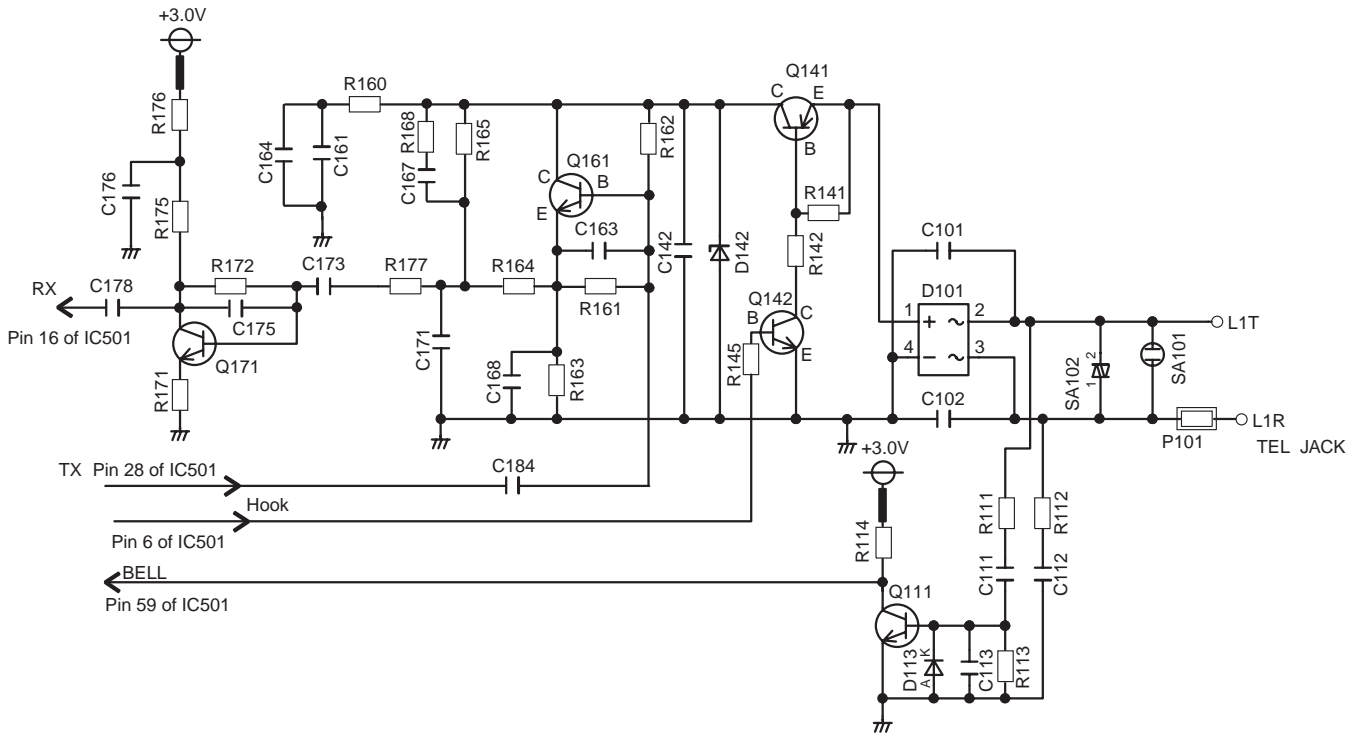 +3.0V
Q141
C
E
B
R160
R176
R168
R165
R162
C164
C161
C167
Q161
C
B
E
C176
R175
R141
R142
C163
C142
D142
C101
R172
C173
R177
R164
R161
Q142
B
C
E
D101
1
+
~
2
4
−
~
3
RX
C178
Pin 16 of IC501
C175
L1T
Q171
C171
C168
R163
R145
SA102
1
2
SA101
R171
C102
P101
L1R
TEL JACK
+3.0V
TX Pin 28 of IC501
C184
Hook
Pin 6 of IC501
R114
R111
R112
BELL
Pin 59 of IC501
C111
C112
Q111
D113
K
A
C113
R113